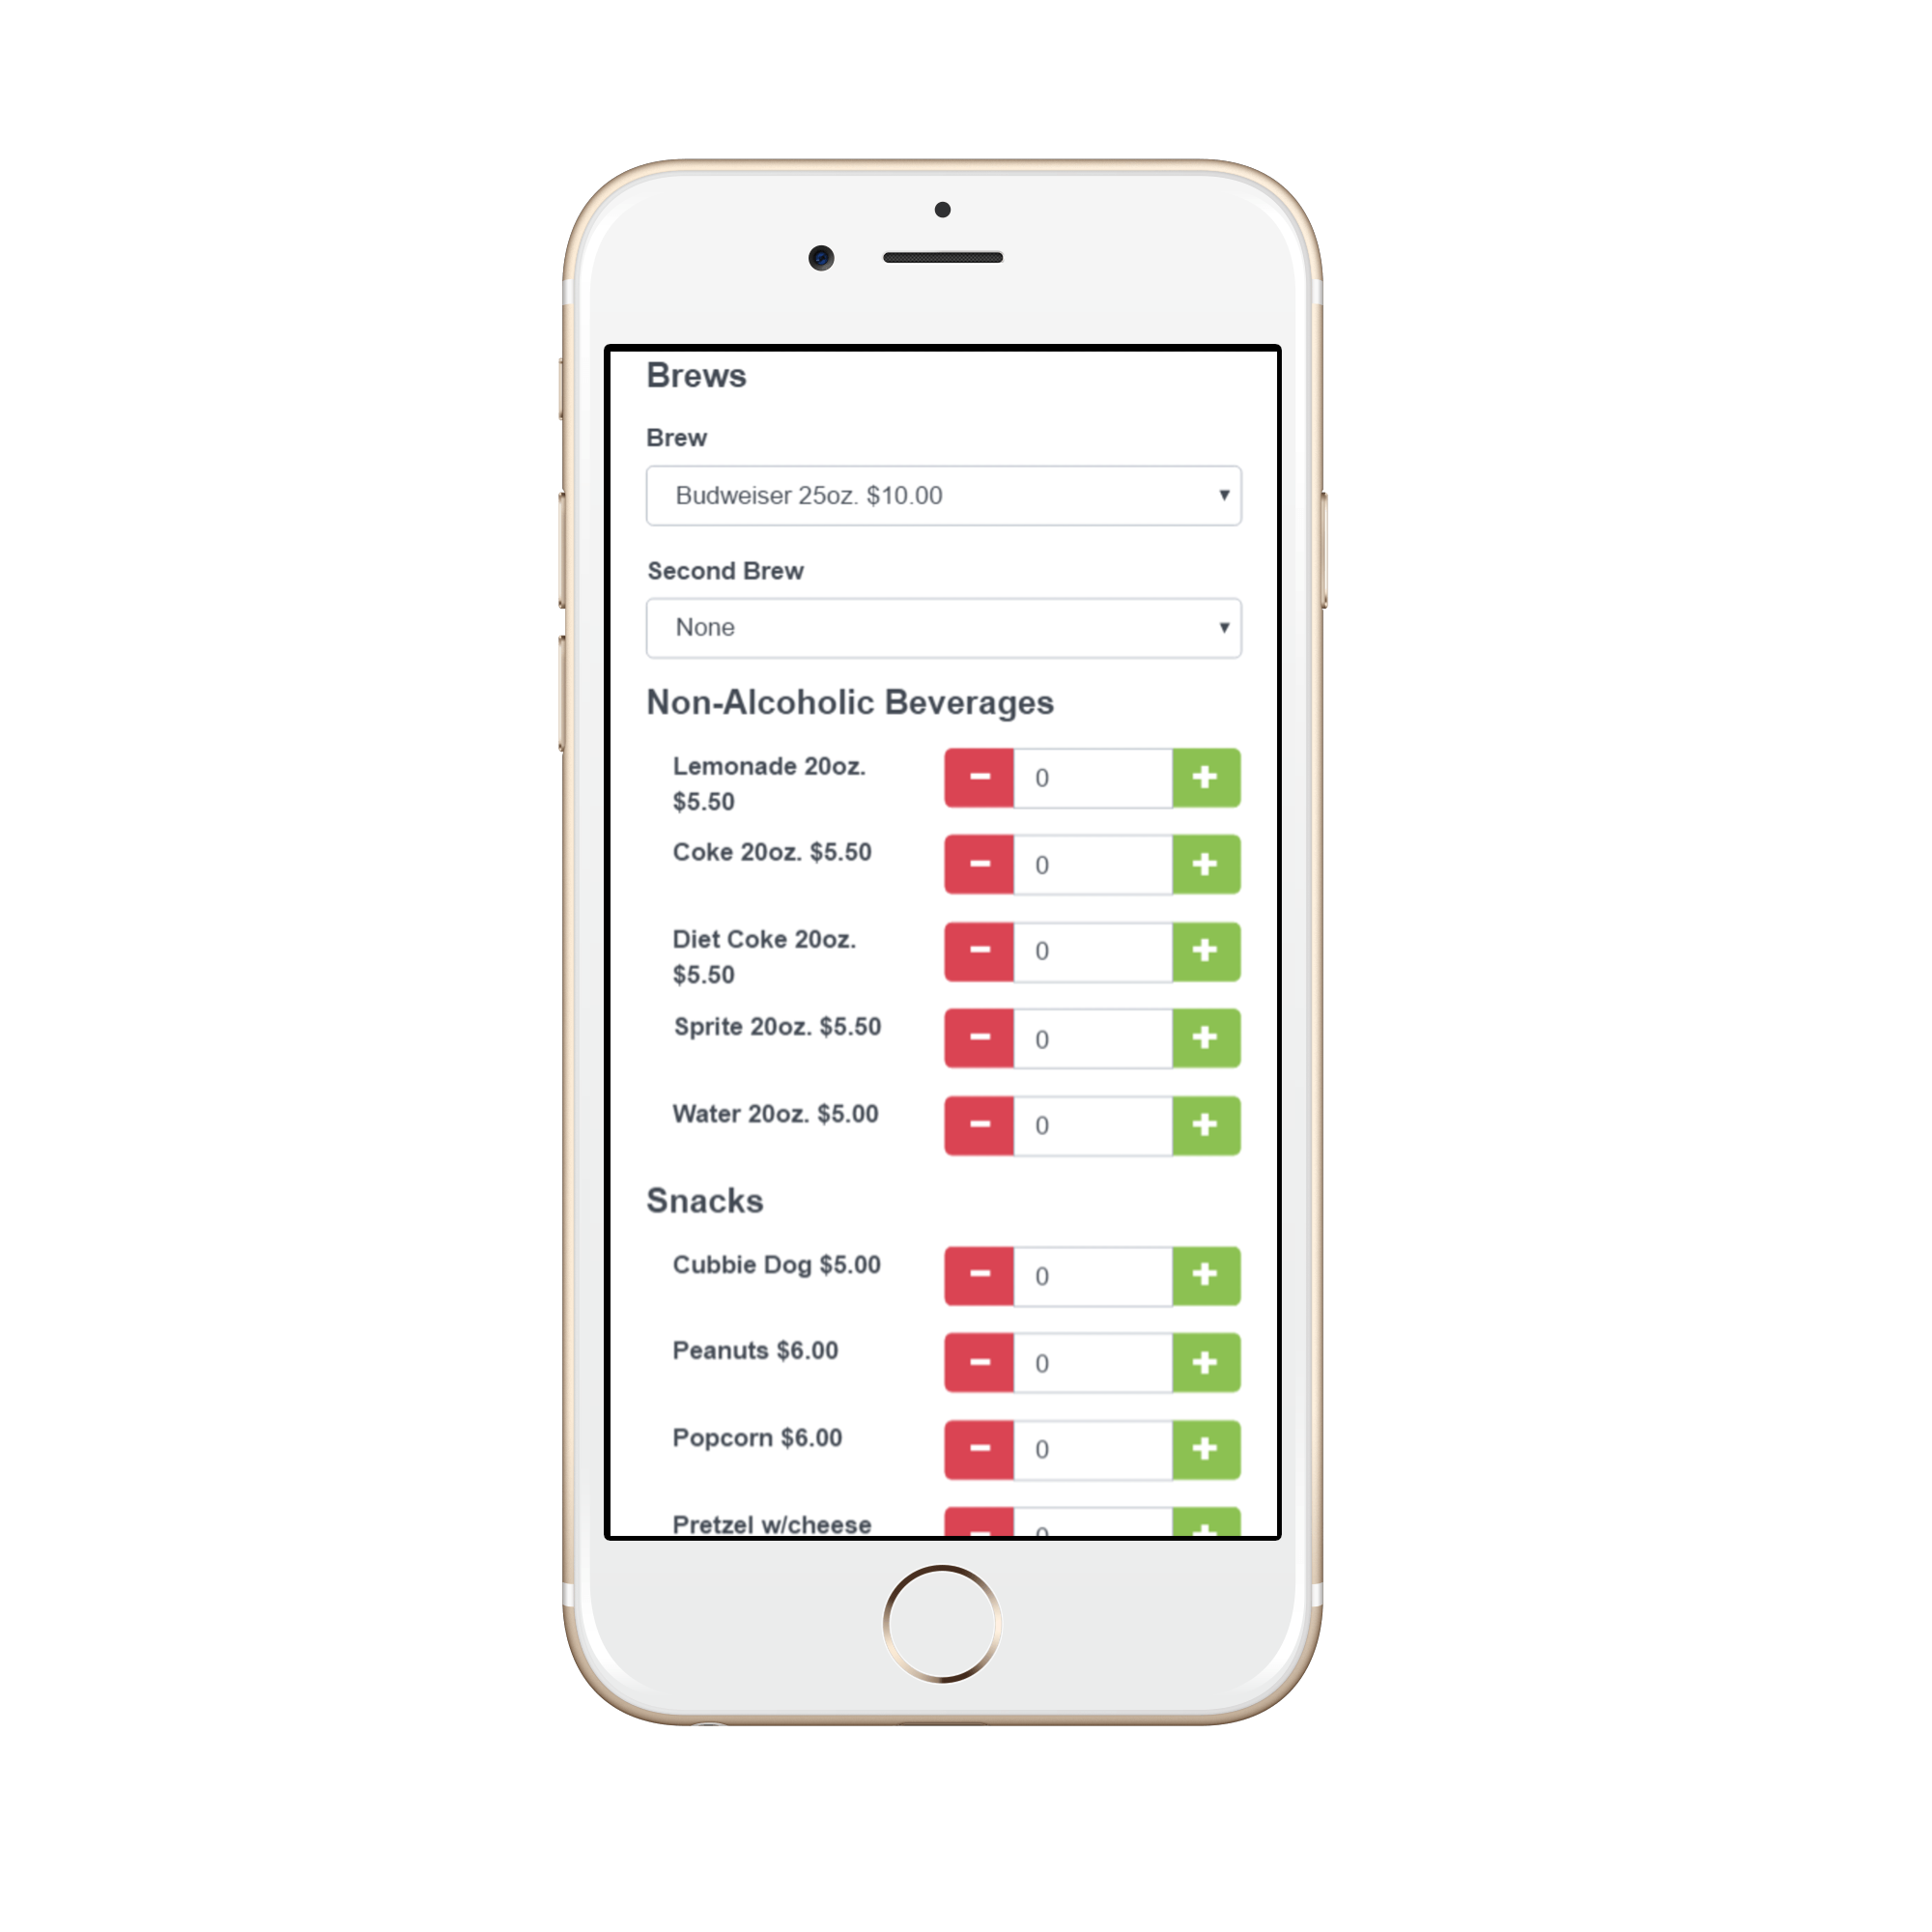 Brews
Brew
Budweiser 25oz. $10.00
Second Brew
None
Non-Alcoholic Beverages
Lemonade 20oz.
$5.50
0
Coke 20oz. $5.50
0
Diet Coke 20oz.
$5.50
0
Sprite 20oz. $5.50
0
Water 20oz. $5.00
0
Snacks
Cubbie Dog $5.00
0
Peanuts $6.00
0
Popcorn $6.00
0
Pretzel w/cheese
0